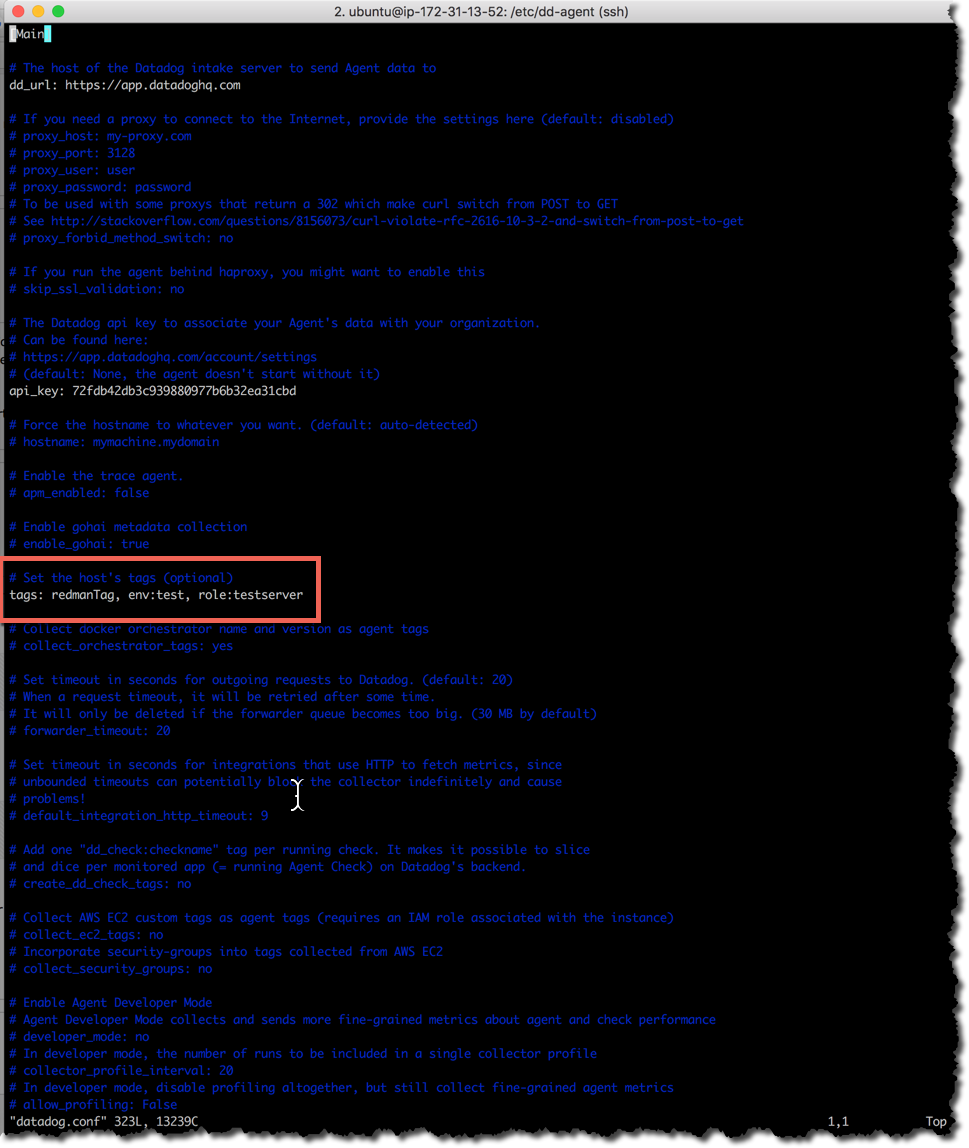 2. ubuntu@ip-172-31-13-52: /etc/dd-agent (ssh)
[Main]
# The host of the Datadog intake server to send Agent data to
dd_url: https://app.datadoghq.com
# If you need a proxy to connect to the Internet, provide the settings here (default: disabled)
# proxy_host: my-proxy.com
# proxy_port: 3128
# proxy_user: user
# proxy_password: password
# To be used with some proxys that return a 302 which make curl switch from POST to GET
# See http://stackoverflow.com/questions/8156073/curl-violate-rfc-2616-10-3-2-and-switch-from-post-to-get
# proxy_forbid_method_switch: no
# If you run the agent behind haproxy, you might want to enable this
# skip_ssl_validation: no
# The Datadog api key to associate your Agent's data with your organization.
# Can be found here:
# https://app.datadoghq.com/account/settings
# (default: None, the agent doesn't start without it)
api_key: 72fdb42db3c939880977b6b32ea31cbd
# Force the hostname to whatever you want. (default: auto-detected)
# hostname: mymachine.mydomain
# Enable the trace agent.
# apm_enabled: false
# Enable gohai metadata collection
# enable_gohai: true
# Set the host's tags (optional)
tags: redmanTag, env:test, role:testserver
# Collect docker orchestrator name and version as agent tags
# collect_orchestrator_tags: yes
# Set timeout in seconds for outgoing requests to Datadog. (default: 20)
# When a request timeout, it will be retried after some time.
# It will only be deleted if the forwarder queue becomes too big. (30 MB by default)
# forwarder_timeout: 20
# Set timeout in seconds for integrations that use HTTP to fetch metrics, since
# unbounded timeouts can potentially block the collector indefinitely and cause
# problems!
# default_integration_http_timeout: 9
# Add one "dd_check:checkname" tag per running check. It makes it possible to slice
# and dice per monitored app (= running Agent Check) on Datadog's backend.
# create_dd_check_tags: no
# Collect AWS EC2 custom tags as agent tags (requires an IAM role associated with the instance)
# collect_ec2_tags: no
# Incorporate security-groups into tags collected from AWS EC2
# collect_security_groups: no
# Enable Agent Developer Mode
# Agent Developer Mode collects and sends more fine-grained metrics about agent and check performance
# developer_mode: no
# In developer mode, the number of runs to be included in a single collector profile
# collector_profile_interval: 20
# In developer mode, disable profiling altogether, but still collect fine-grained agent metrics
# allow_profiling: False
"datadog.conf" 323L, 13239C 1,1 Top